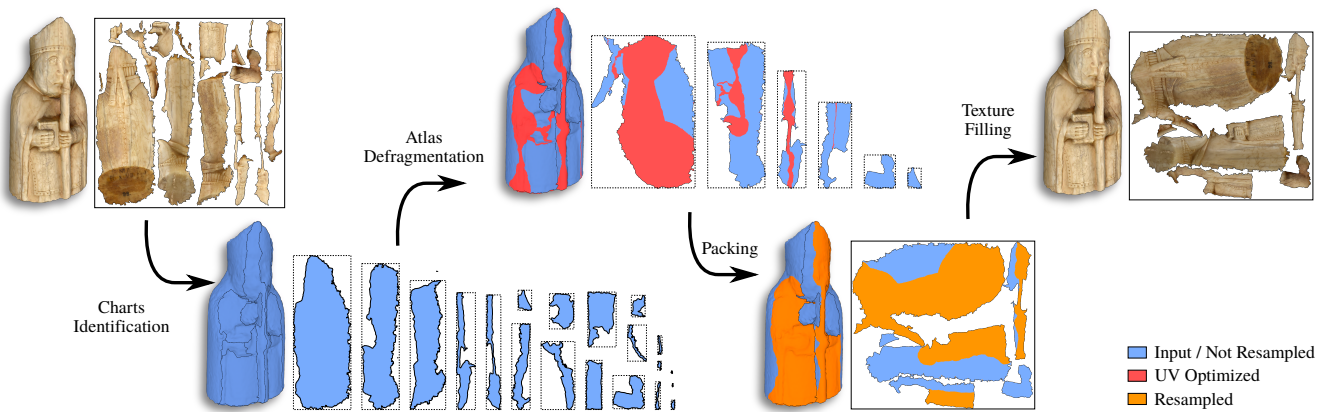 Atlas
Defragmentation
Texture
Filling
Charts
Identification
Packing
Input / Not Resampled
UV Optimized
Resampled